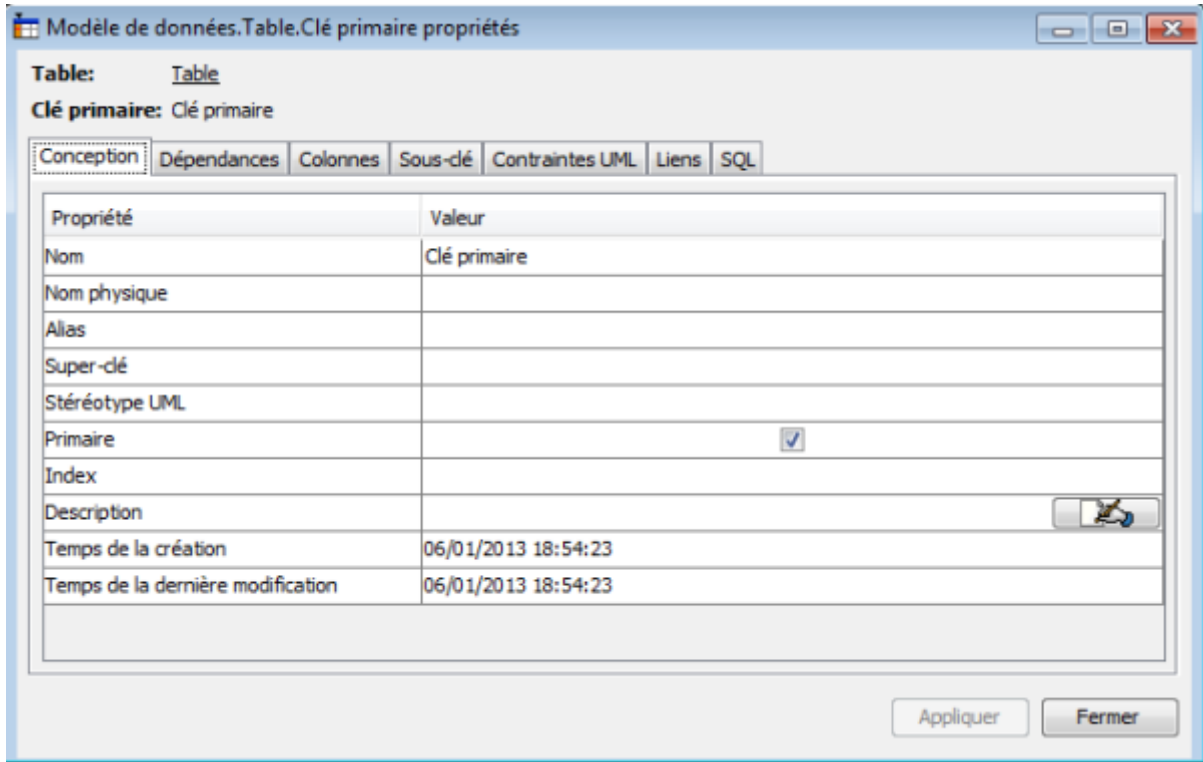 Modèle de données.Table.Clé primaire propriétés
Table: Table
Clé primaire: Clé primaire
Conception Dépendances Colonnes Sous-clé Contraintes UML Liens SQL
Propriété Valeur
Nom Clé primaire
Nom physique
Alias
Super-clé
Stéréotype UML
Primaire
Index
Description
Temps de la création 06/01/2013 18:54:23
Temps de la dernière modification 06/01/2013 18:54:23
Appliquer Fermer